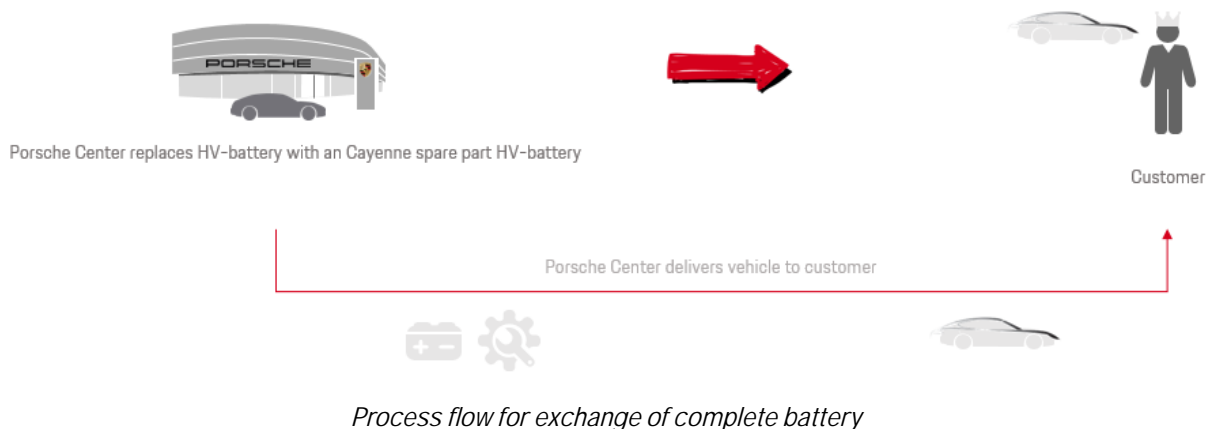 PORSCHE
Porsche Center replaces HV-battery with an Cayenne spare part HV-battery
Customer
Porsche Center delivers vehicle to customer
Process flow for exchange of complete battery